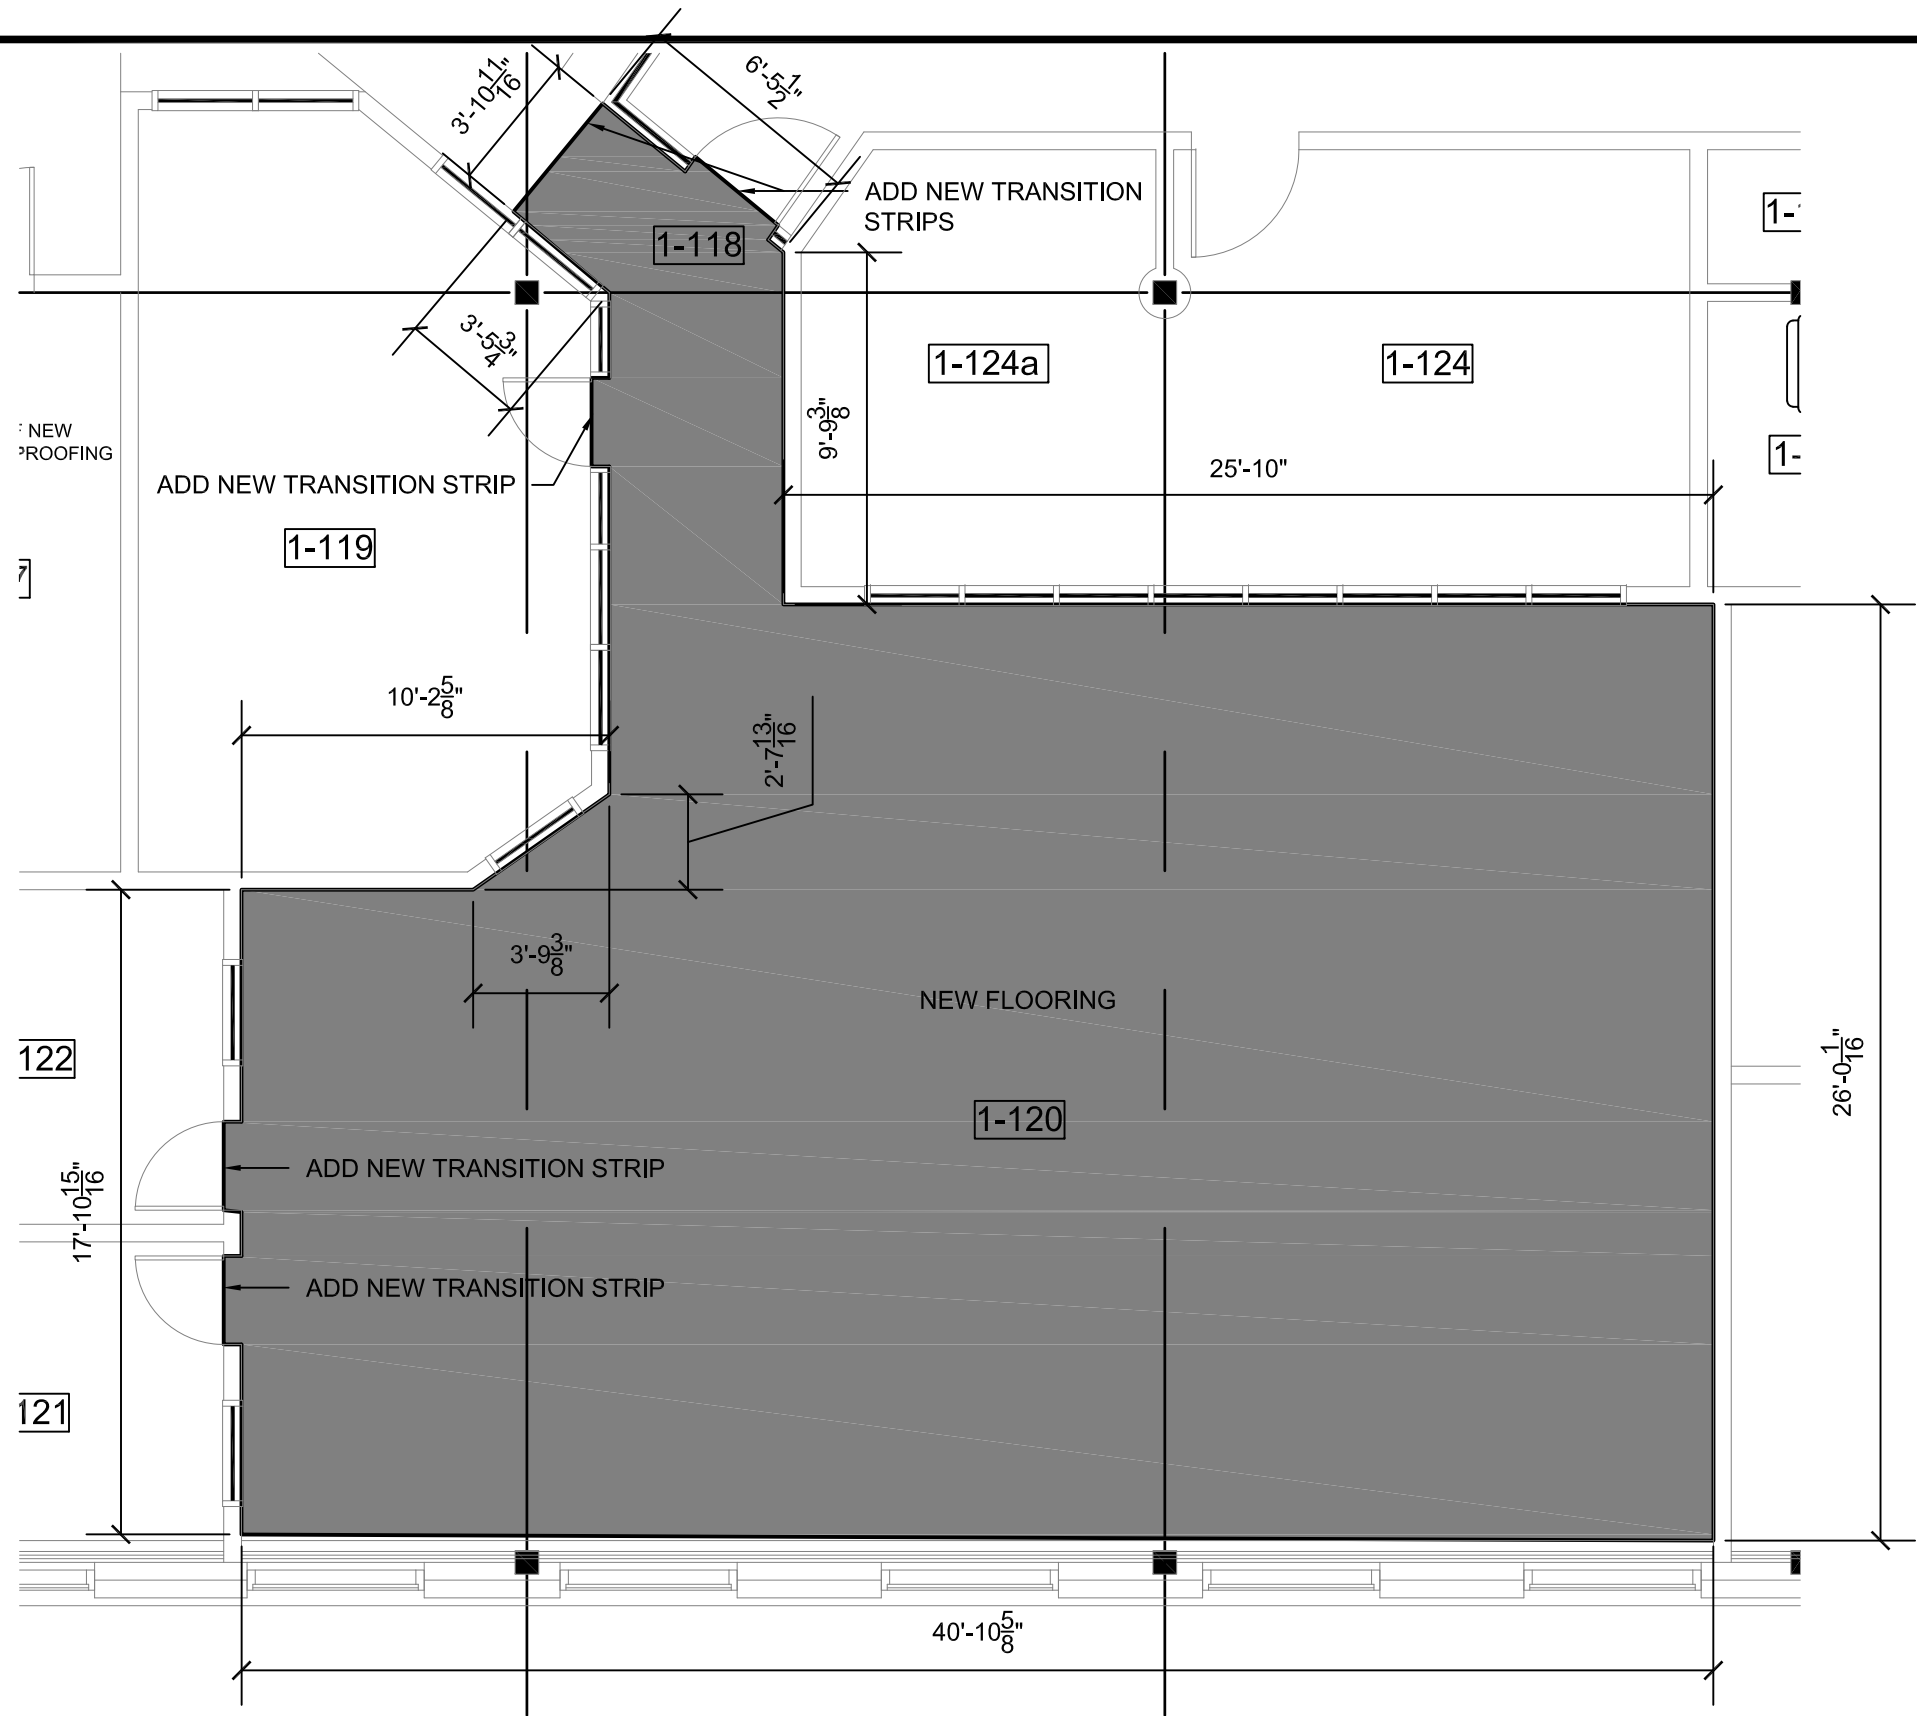 3'-10 11/16"
6'-5 1/2"
ADD NEW TRANSITION
STRIPS
1-118
3'-5 3/4"
1-124a
1-124
9'-9 3/8"
25'-10"
NEW
ADD NEW TRANSITION STRIP
1-119
10'-2 5/8"
2'-7 13/16"
3'-9 3/8"
NEW FLOORING
26'-0 1/16"
122
1-120
17'-10 15/16"
ADD NEW TRANSITION STRIP
ADD NEW TRANSITION STRIP
121
40'-10 5/8"